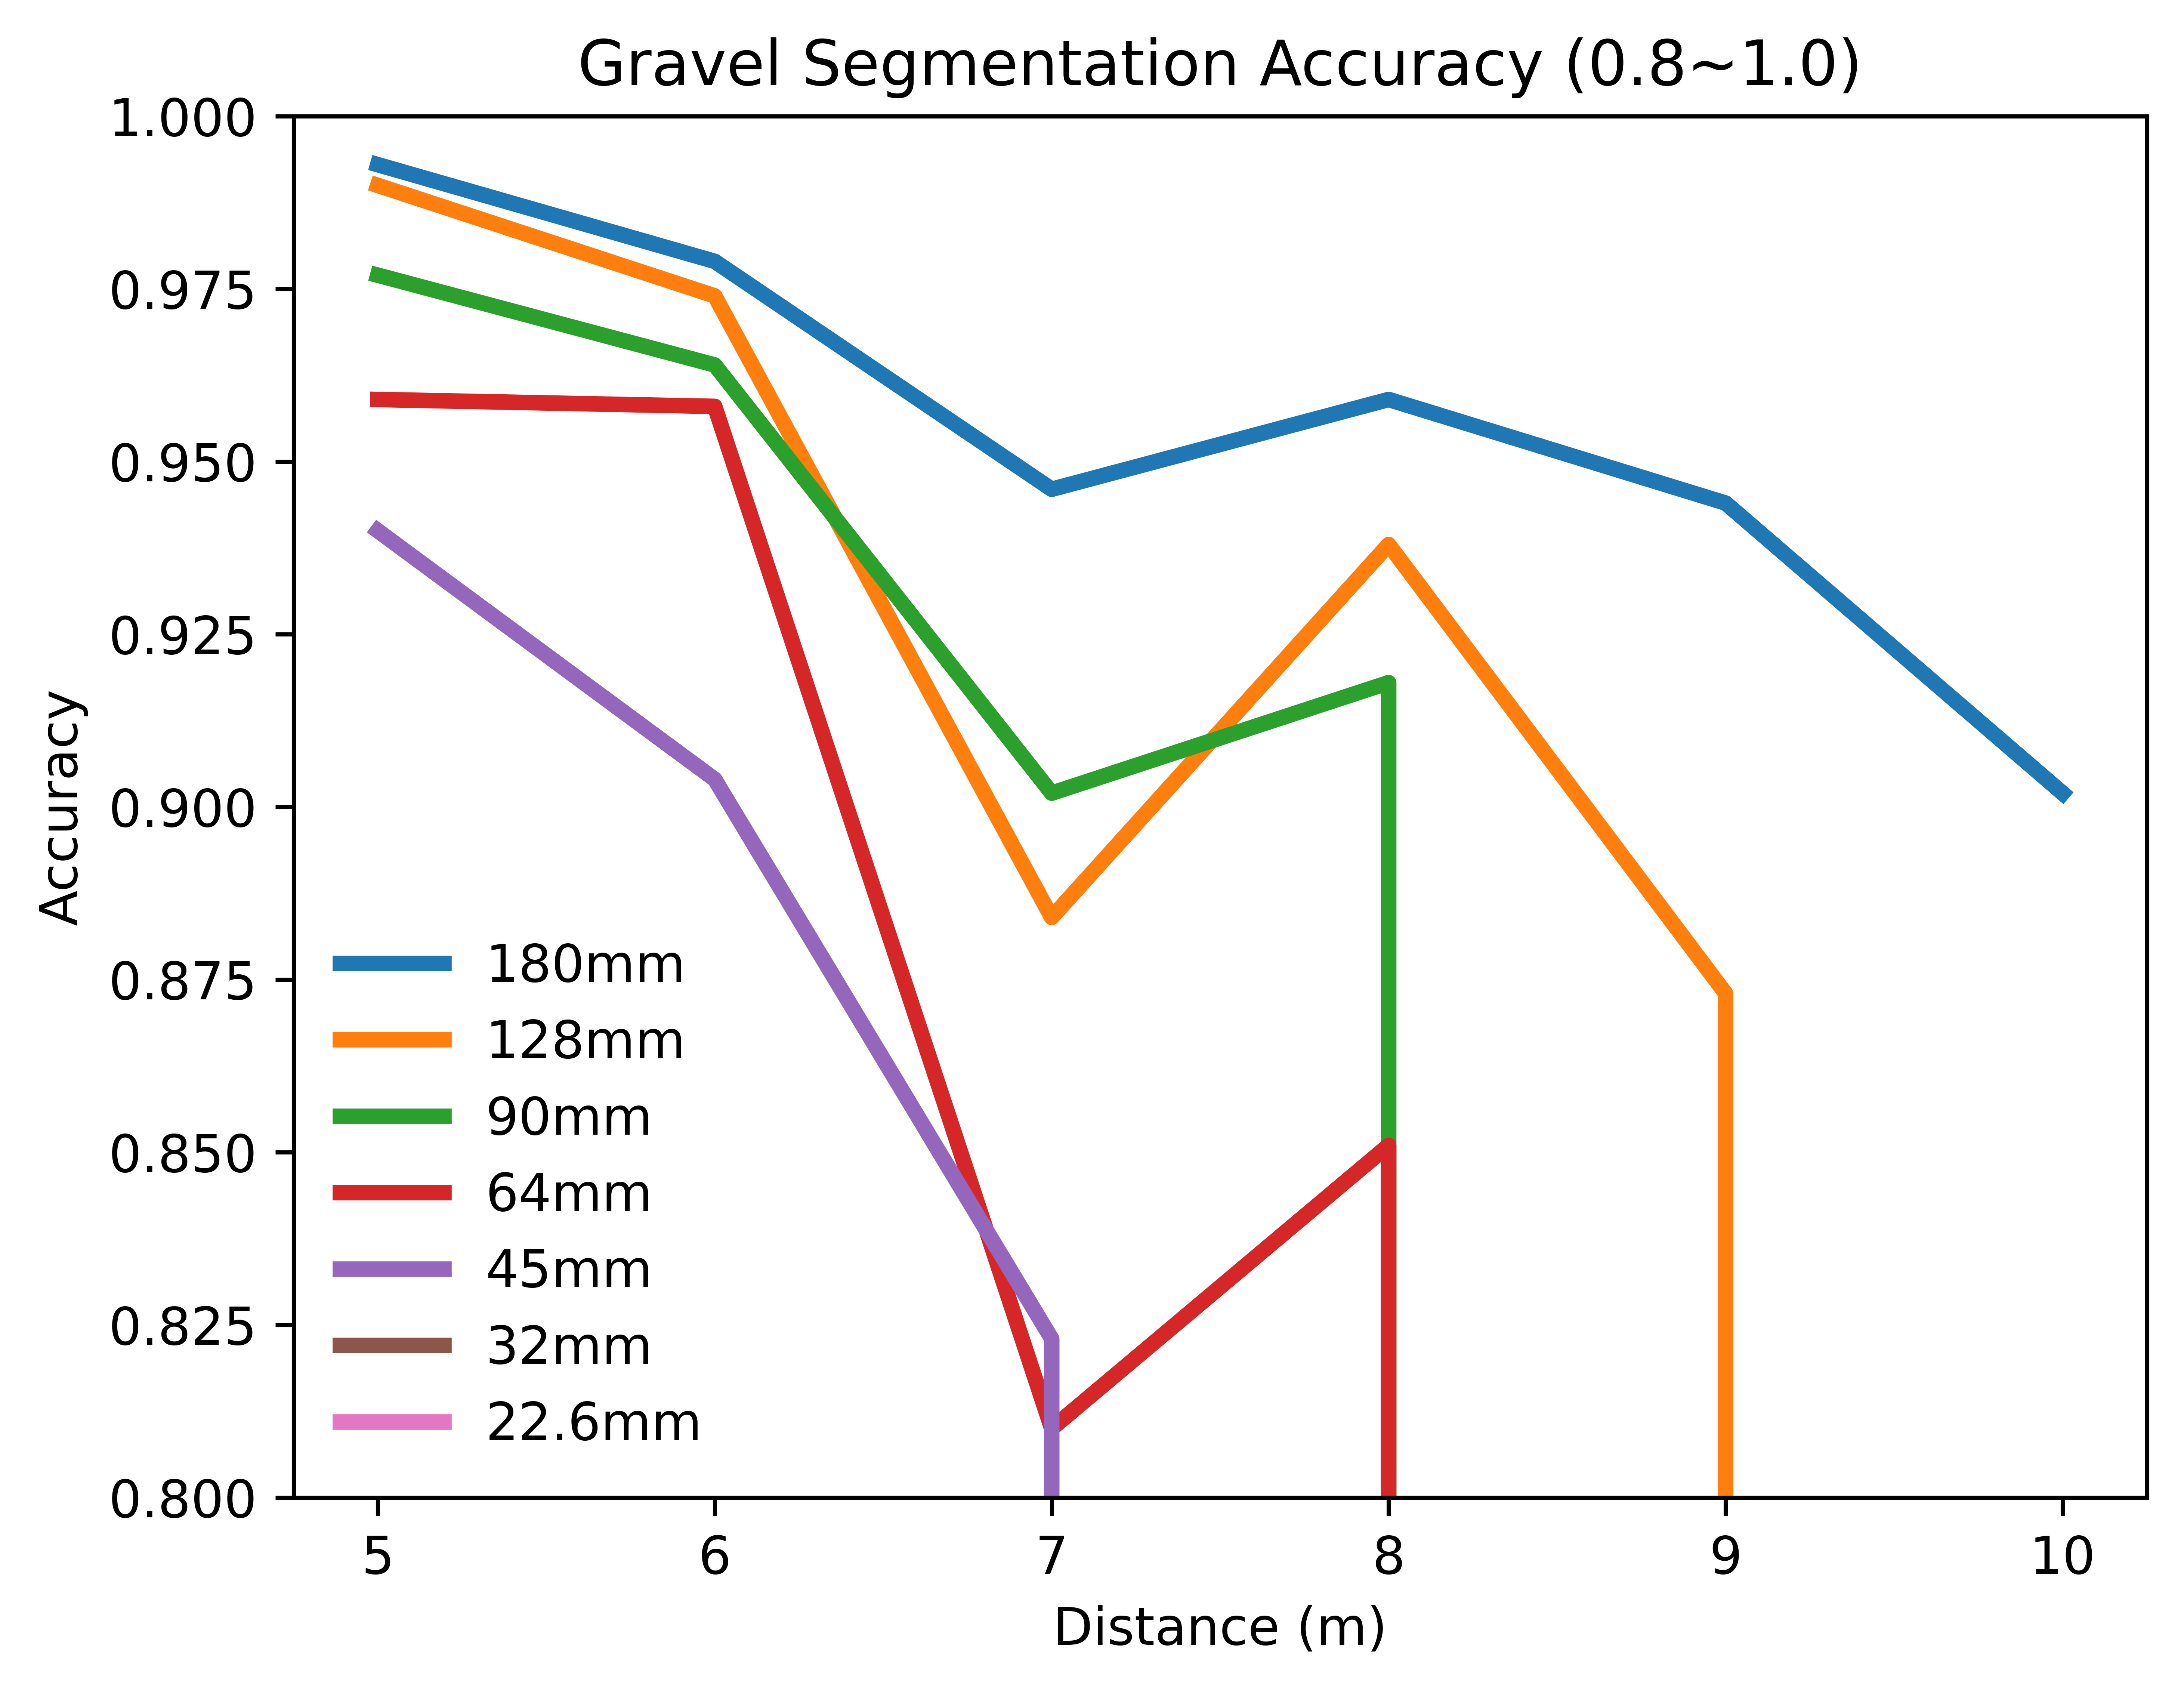 Gravel Segmentation Accuracy (0.8~1.0)
1.000
0.975
0.950
0.925
0.900
0.875
0.850
0.825
0.800
Accuracy
180mm
128mm
90mm
64mm
45mm
32mm
22.6mm
5 6 7 8 9 10
Distance (m)